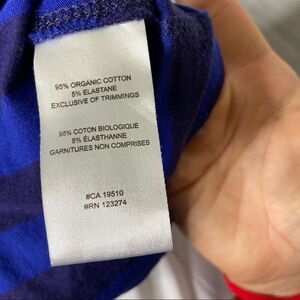 95% ORGANIC COTTON
5% ELASTANE
EXCLUSIVE OF TRIMMINGS
95% COTON BIOLOGIQUE
5% ÉLASTHANNE
GARNITURES NON COMPRISES
#CA 19510
#RN 123274